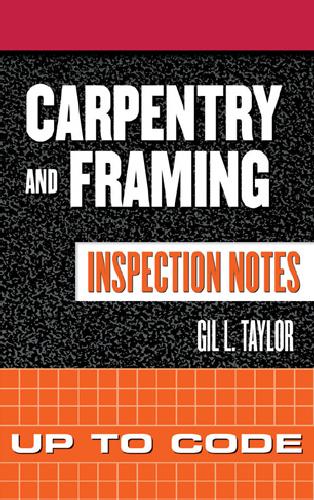 CARPENTRY
AND FRAMING
INSPECTION NOTES
GIL L. TAYLOR
UP TO CODE